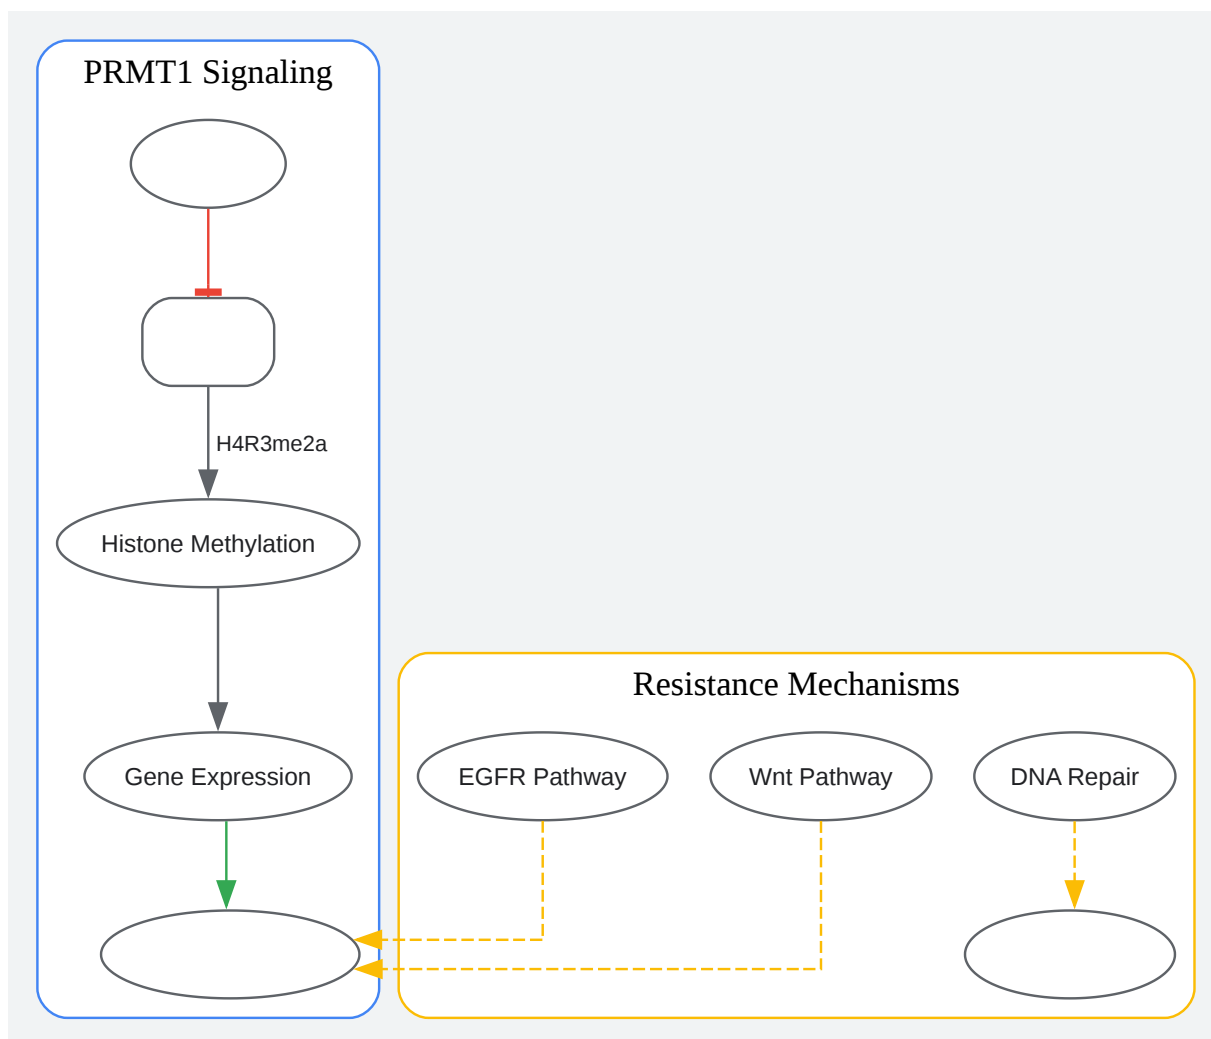 PRMT1 Signaling
H4R3me2a
Histone Methylation
Resistance Mechanisms
Gene Expression
EGFR Pathway
Wnt Pathway
DNA Repair